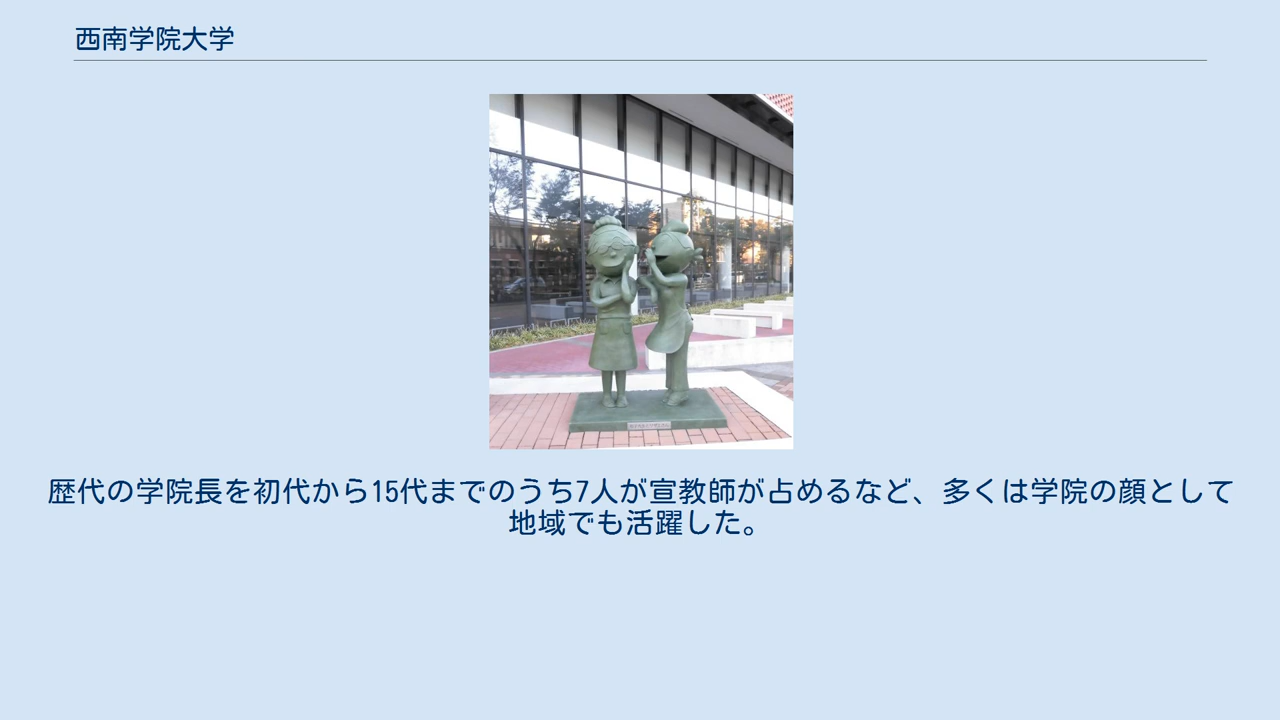 西南学院大学
歴代の学院長を初代から15代までのうち7人が宣教師が占めるなど、多くは学院の顔として
地域でも活躍した。